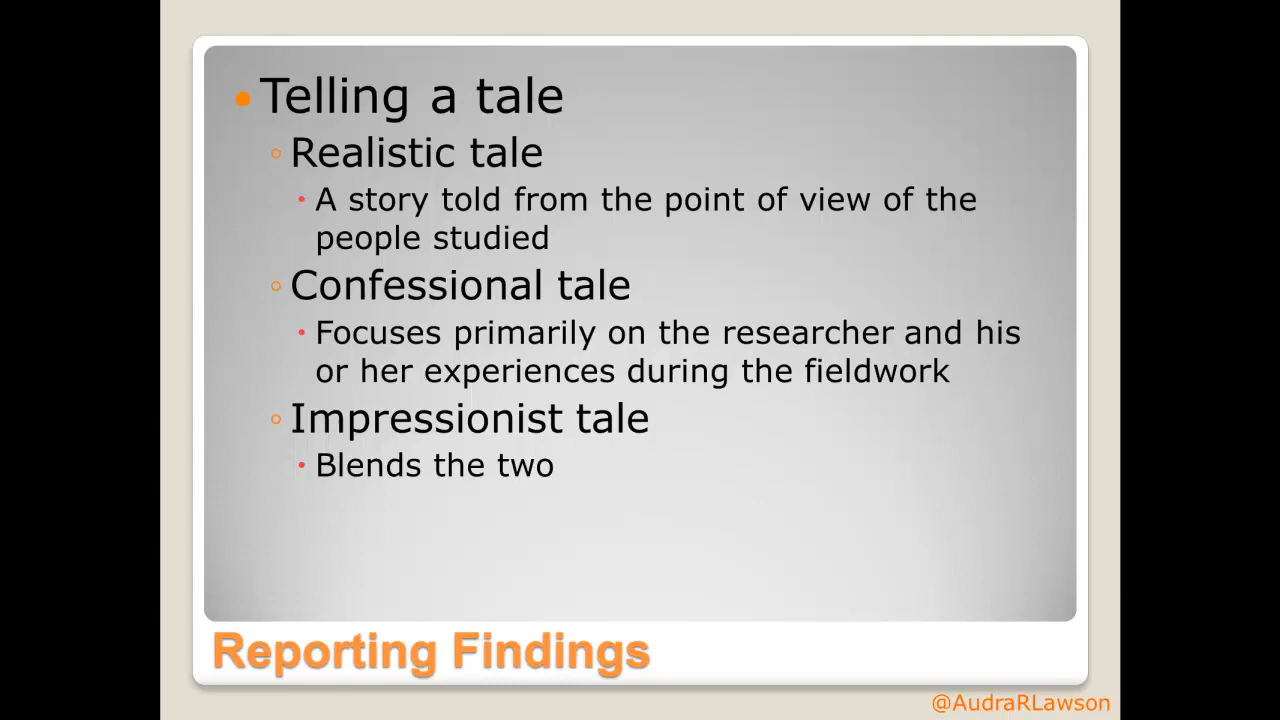 Telling a tale
Realistic tale
A story told from the point of view of the
people studied
Confessional tale
Focuses primarily on the researcher and his
or her experiences during the fieldwork
Impressionist tale
Blends the two
Reporting Findings
@AudraRLawson